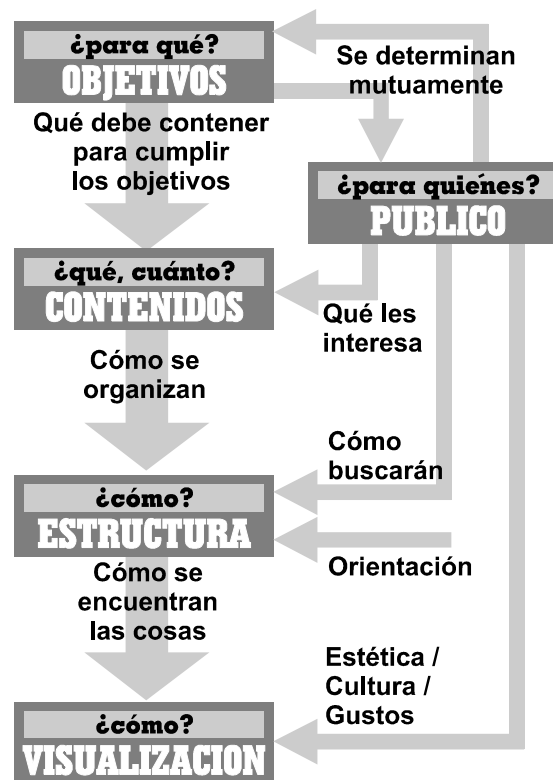 ¿para qué?
OBJETIVOS
Se determinan
mutuamente
Qué debe contener
para cumplir
los objetivos
¿para quiénes?
PUBLICO
¿qué, cuánto?
CONTENIDOS
Qué les
interesa
Cómo se
organizan
Cómo
buscarán
¿cómo?
ESTRUCTURA
Orientación
Cómo se
encuentran
las cosas
Estética /
Cultura /
Gustos
¿cómo?
VISUALIZACION